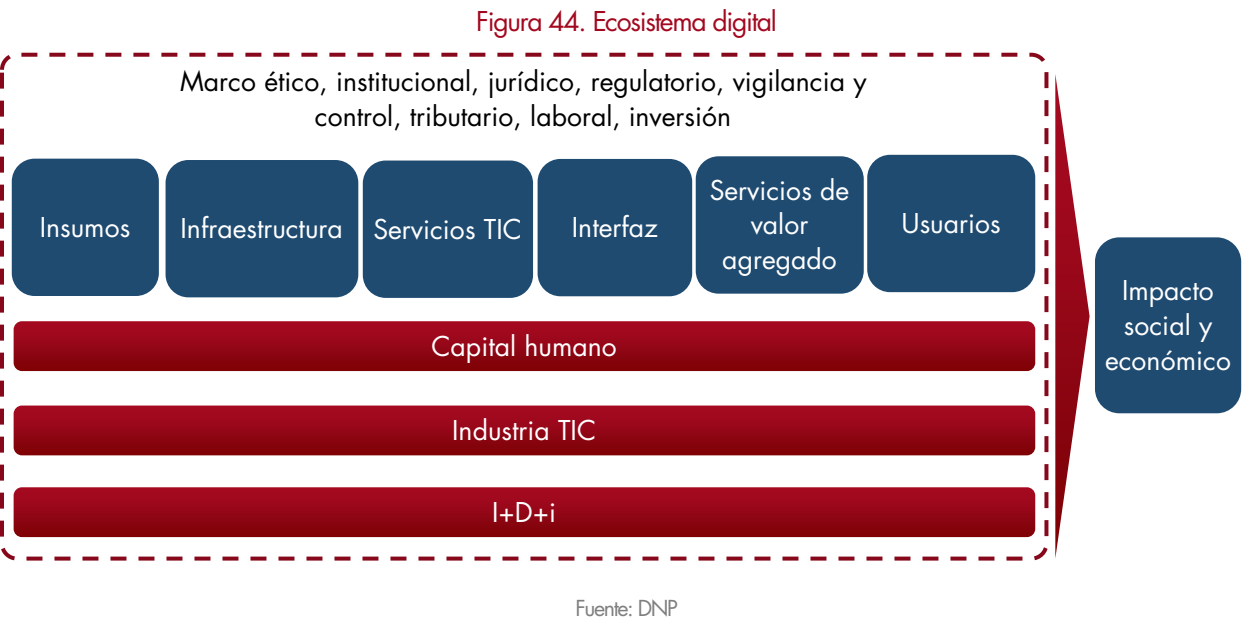 Figura 44. Ecosistema digital
Marco ético, institucional, jurídico, regulatorio, vigilancia y
control, tributario, laboral, inversión
Insumos
Infraestructura
Servicios TIC
Interfaz
Servicios de
valor
agregado
Usuarios
Capital humano
Industria TIC
I+D+i
Impacto
social y
económico
Fuente: DNP